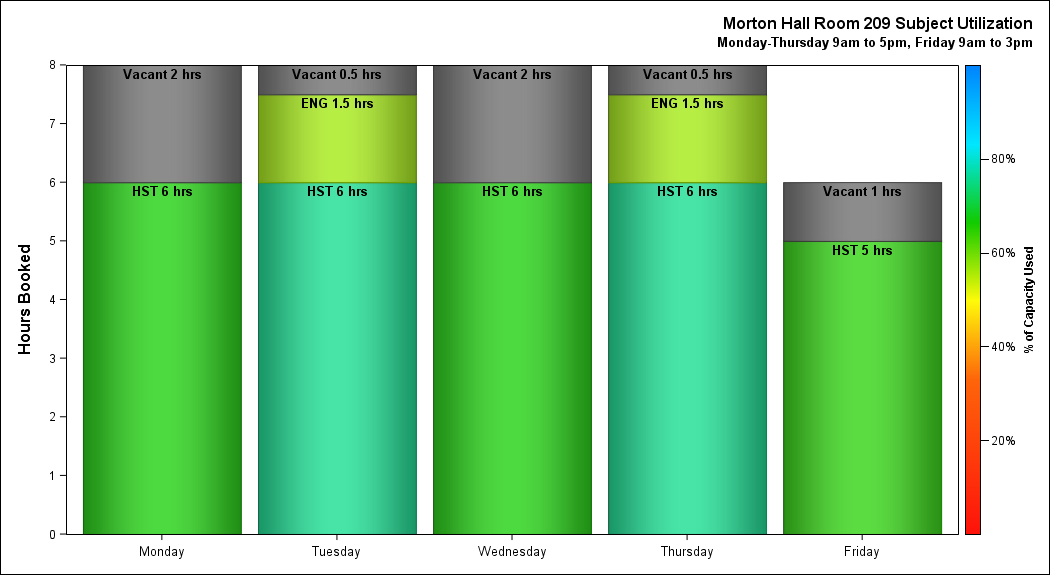 Morton Hall Room 209 Subject Utilization
Monday-Thursday 9am to 5pm, Friday 9am to 3pm
Hours Booked
8
7
6
5
4
3
2
1
0
Vacant 2 hrs
HST 6 hrs
Vacant 0.5 hrs
ENG 1.5 hrs
HST 6 hrs
Vacant 2 hrs
HST 6 hrs
Vacant 0.5 hrs
ENG 1.5 hrs
HST 6 hrs
Vacant 1 hrs
HST 5 hrs
Monday
Tuesday
Wednesday
Thursday
Friday
80%
60%
40%
20%
% of Capacity Used